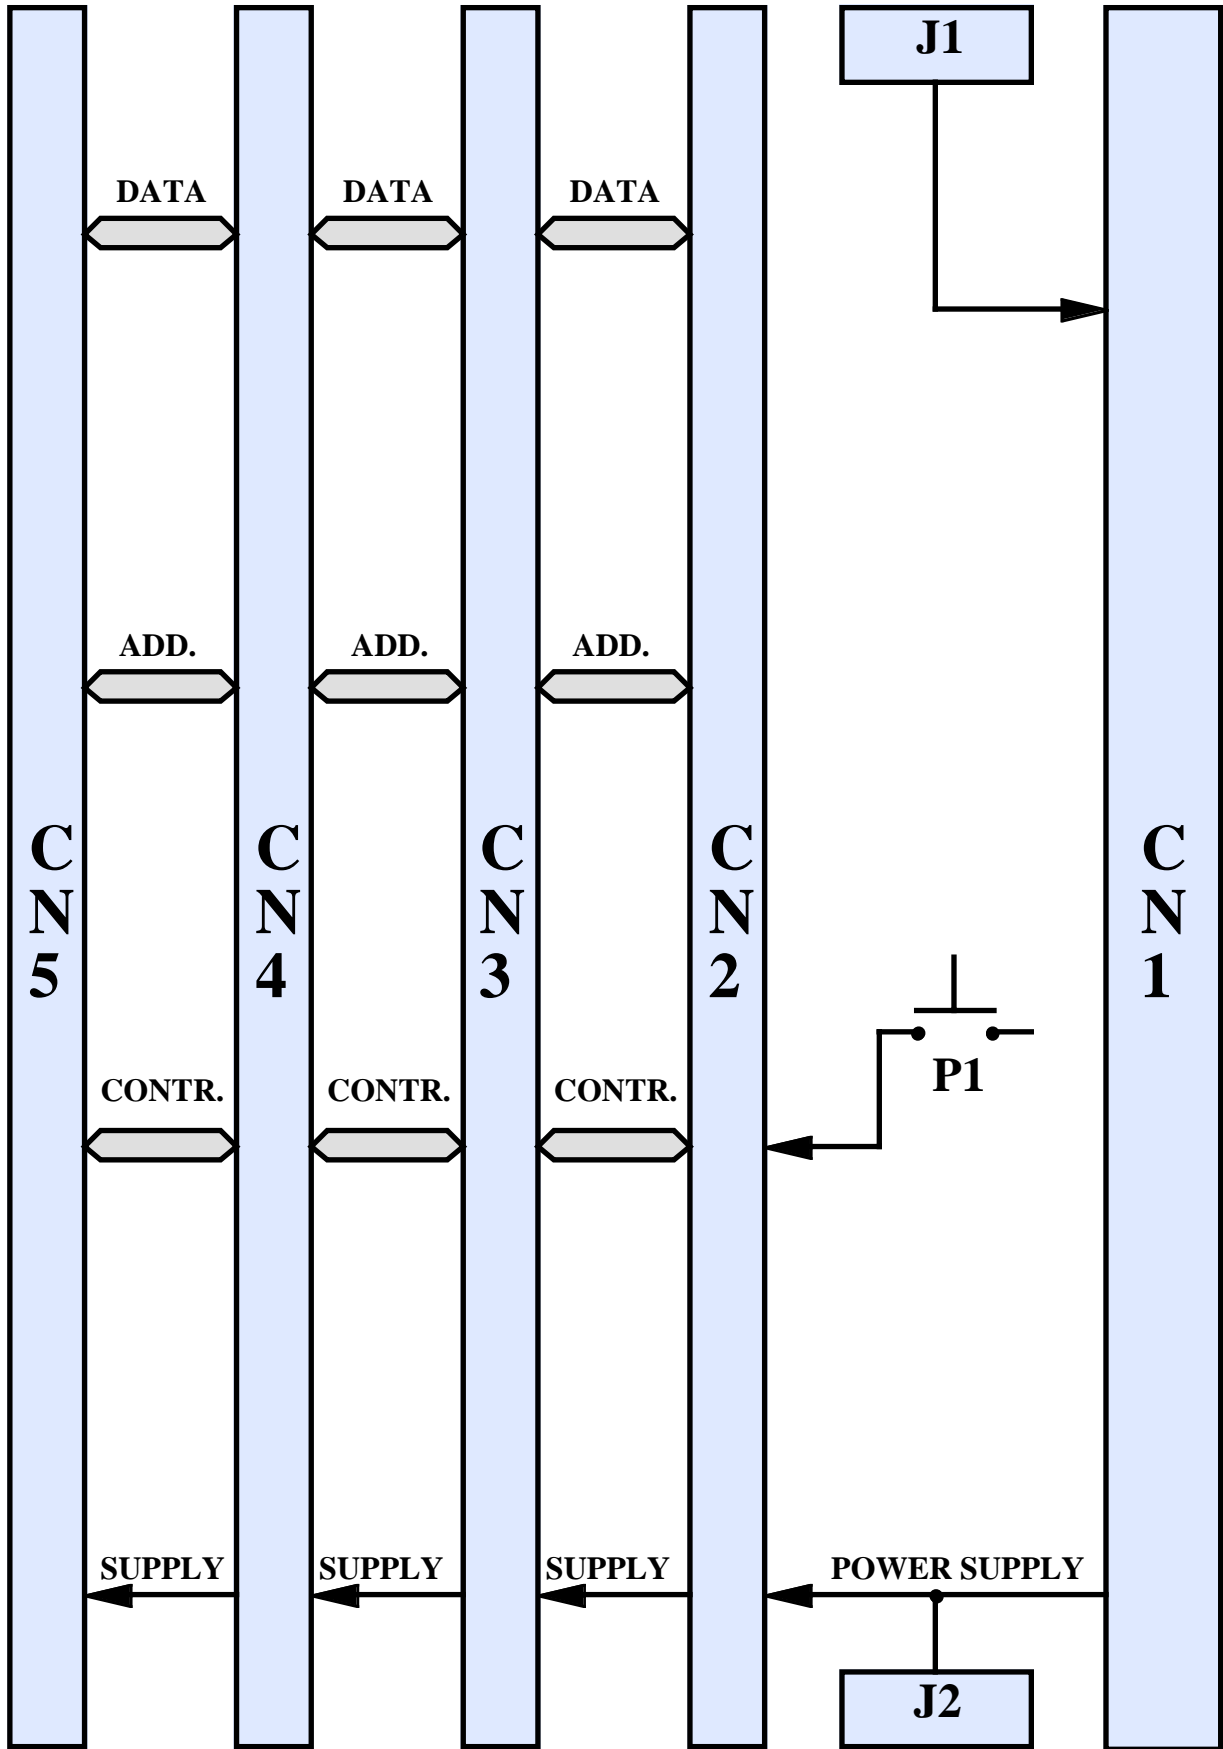 J1
DATA DATA DATA
ADD. ADD. ADD.
C C C C C
N N N N N
5 4 3 2 1
P1
CONTR. CONTR. CONTR.
SUPPLY SUPPLY SUPPLY POWER SUPPLY
J2